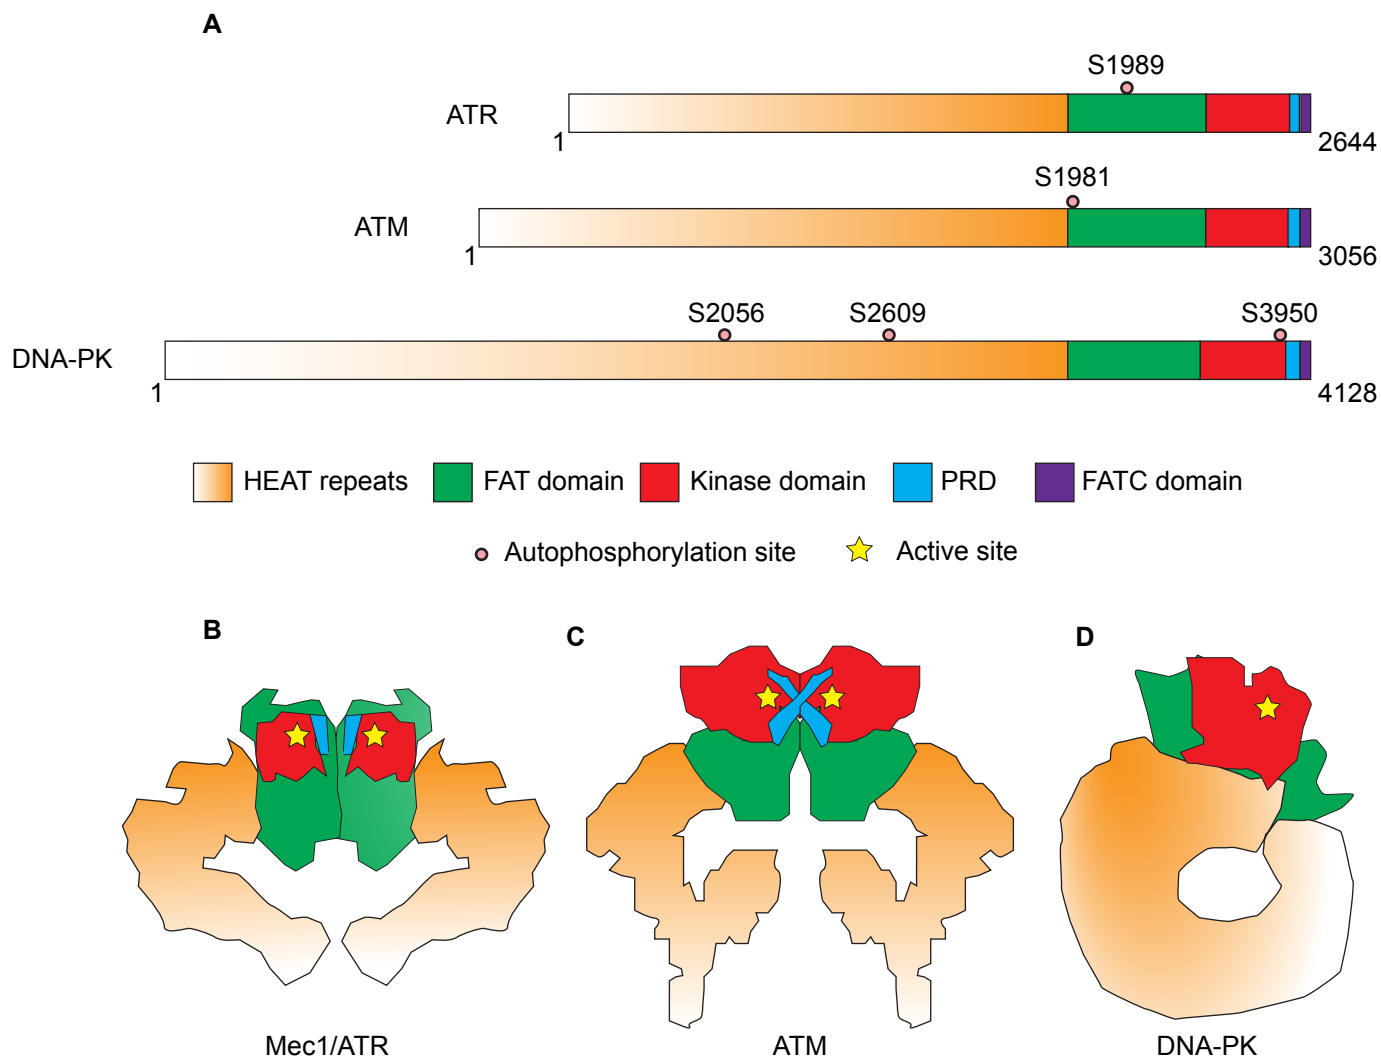 A
S1989
ATR
1
2644
S1981
ATM
1
3056
S2056 S2609 S3950
DNA-PK
1
4128
HEAT repeats FAT domain Kinase domain PRD FATC domain
Autophosphorylation site Active site
B C D
Mec1/ATR ATM DNA-PK